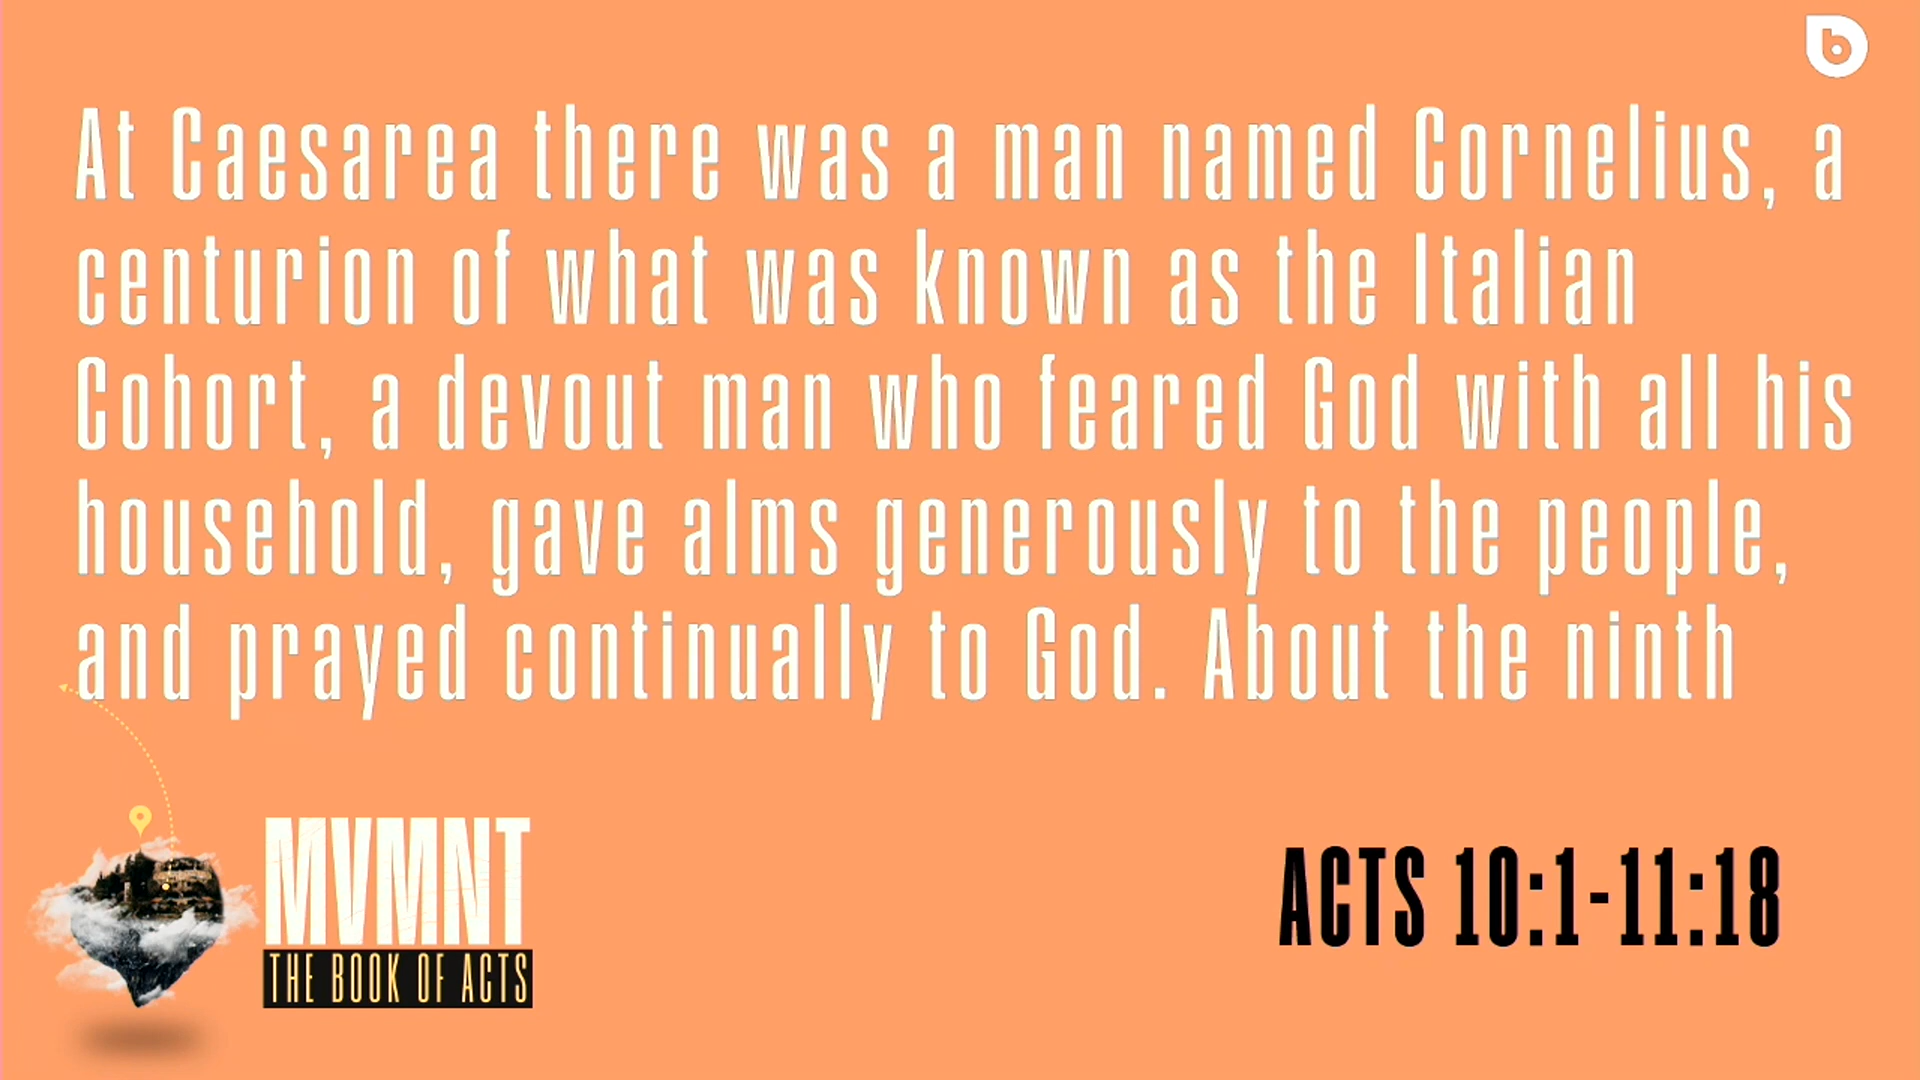 b
At Caesarea there was a man named Cornelius, a
centurion of what was known as the Italian
Cohort, a devout man who feared God with all his
household, gave alms generously to the people,
and prayed continually to God. About the ninth
MVMNT
THE BOOK OF ACTS
ACTS 10:1-11:18